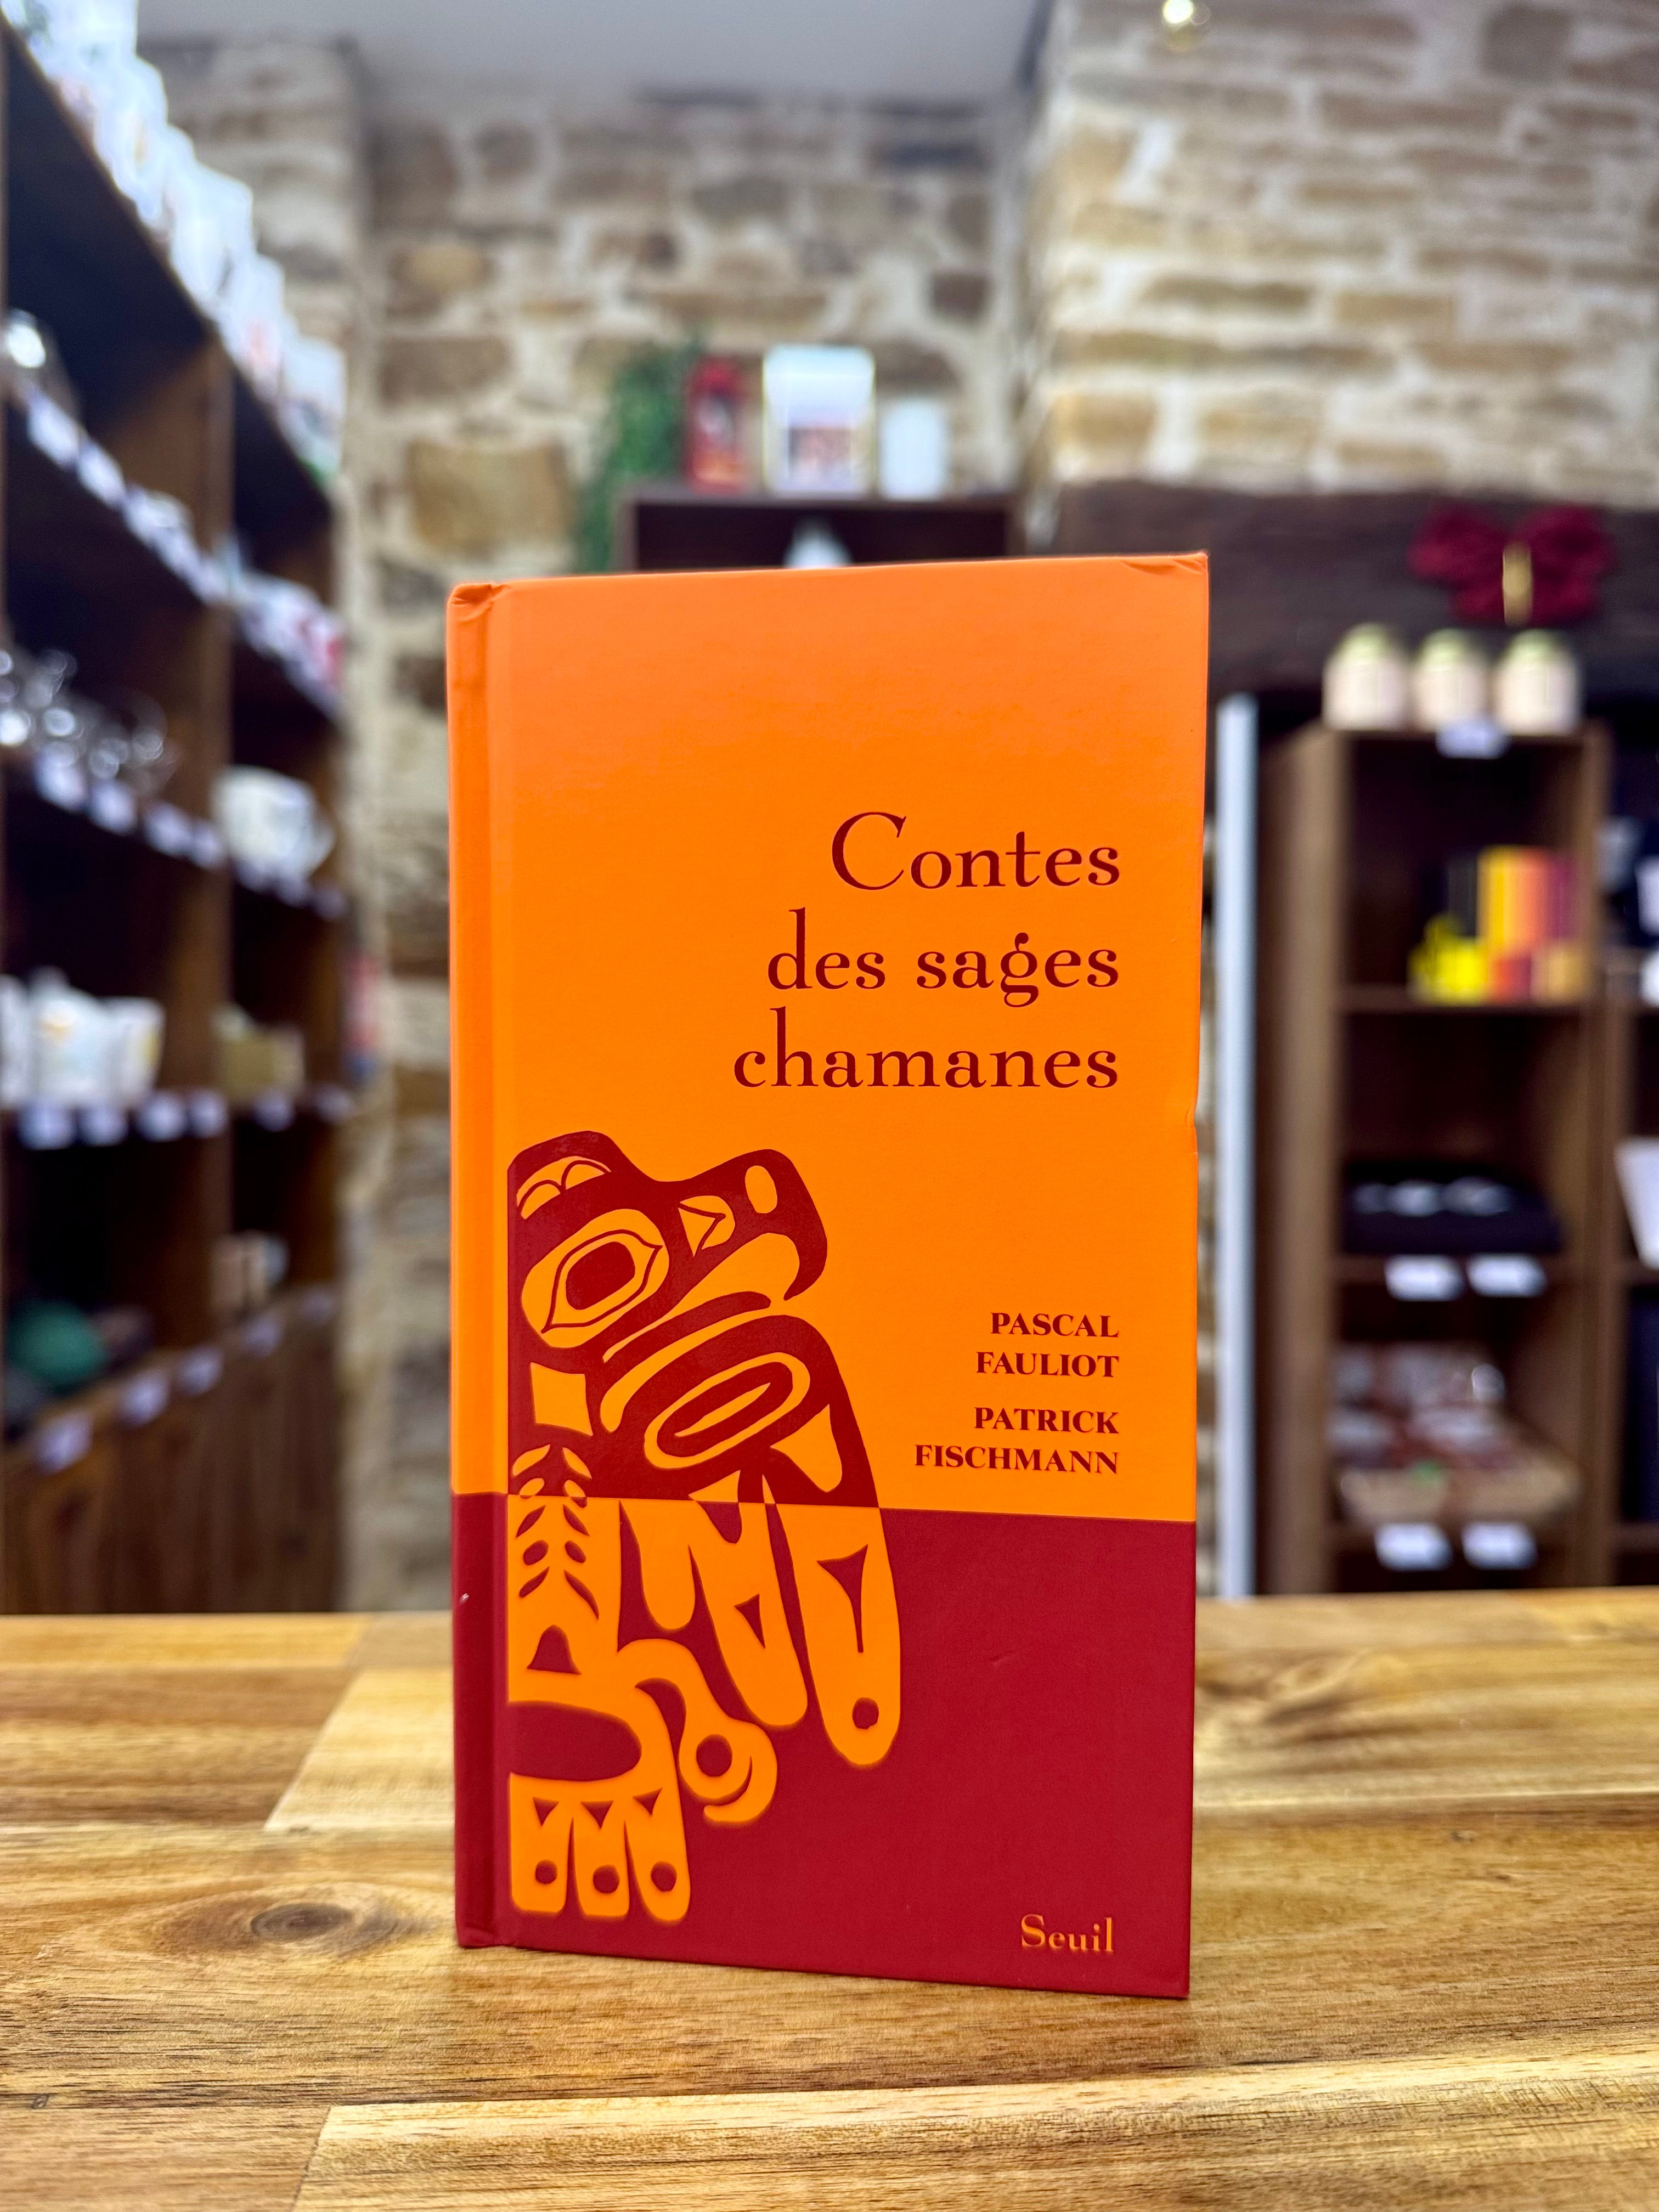 Contes
des sages
chamanes
PASCAL
FAULIOT
PATRICK
FISCHMANN
Seuil